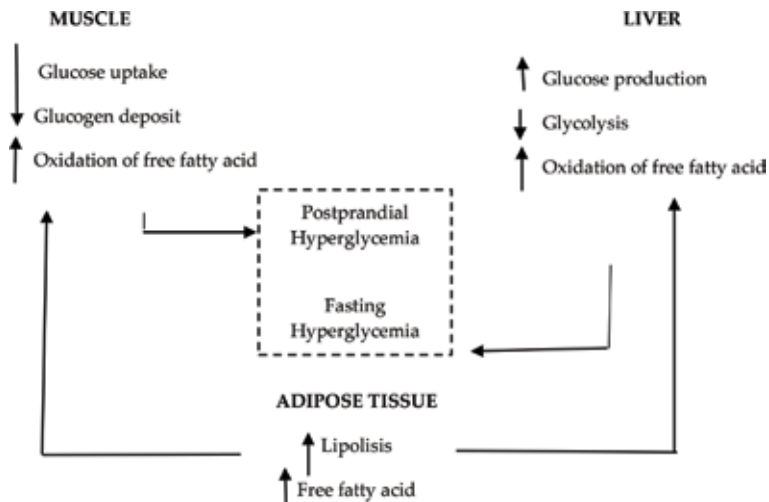 MUSCLE
Glucose uptake
Glucogen deposit
Oxidation of free fatty acid
LIVER
Glucose production
Glycolysis
Oxidation of free fatty acid
Postprandial
Hyperglycemia
Fasting
Hyperglycemia
ADIPOSE TISSUE
Lipolisis
Free fatty acid